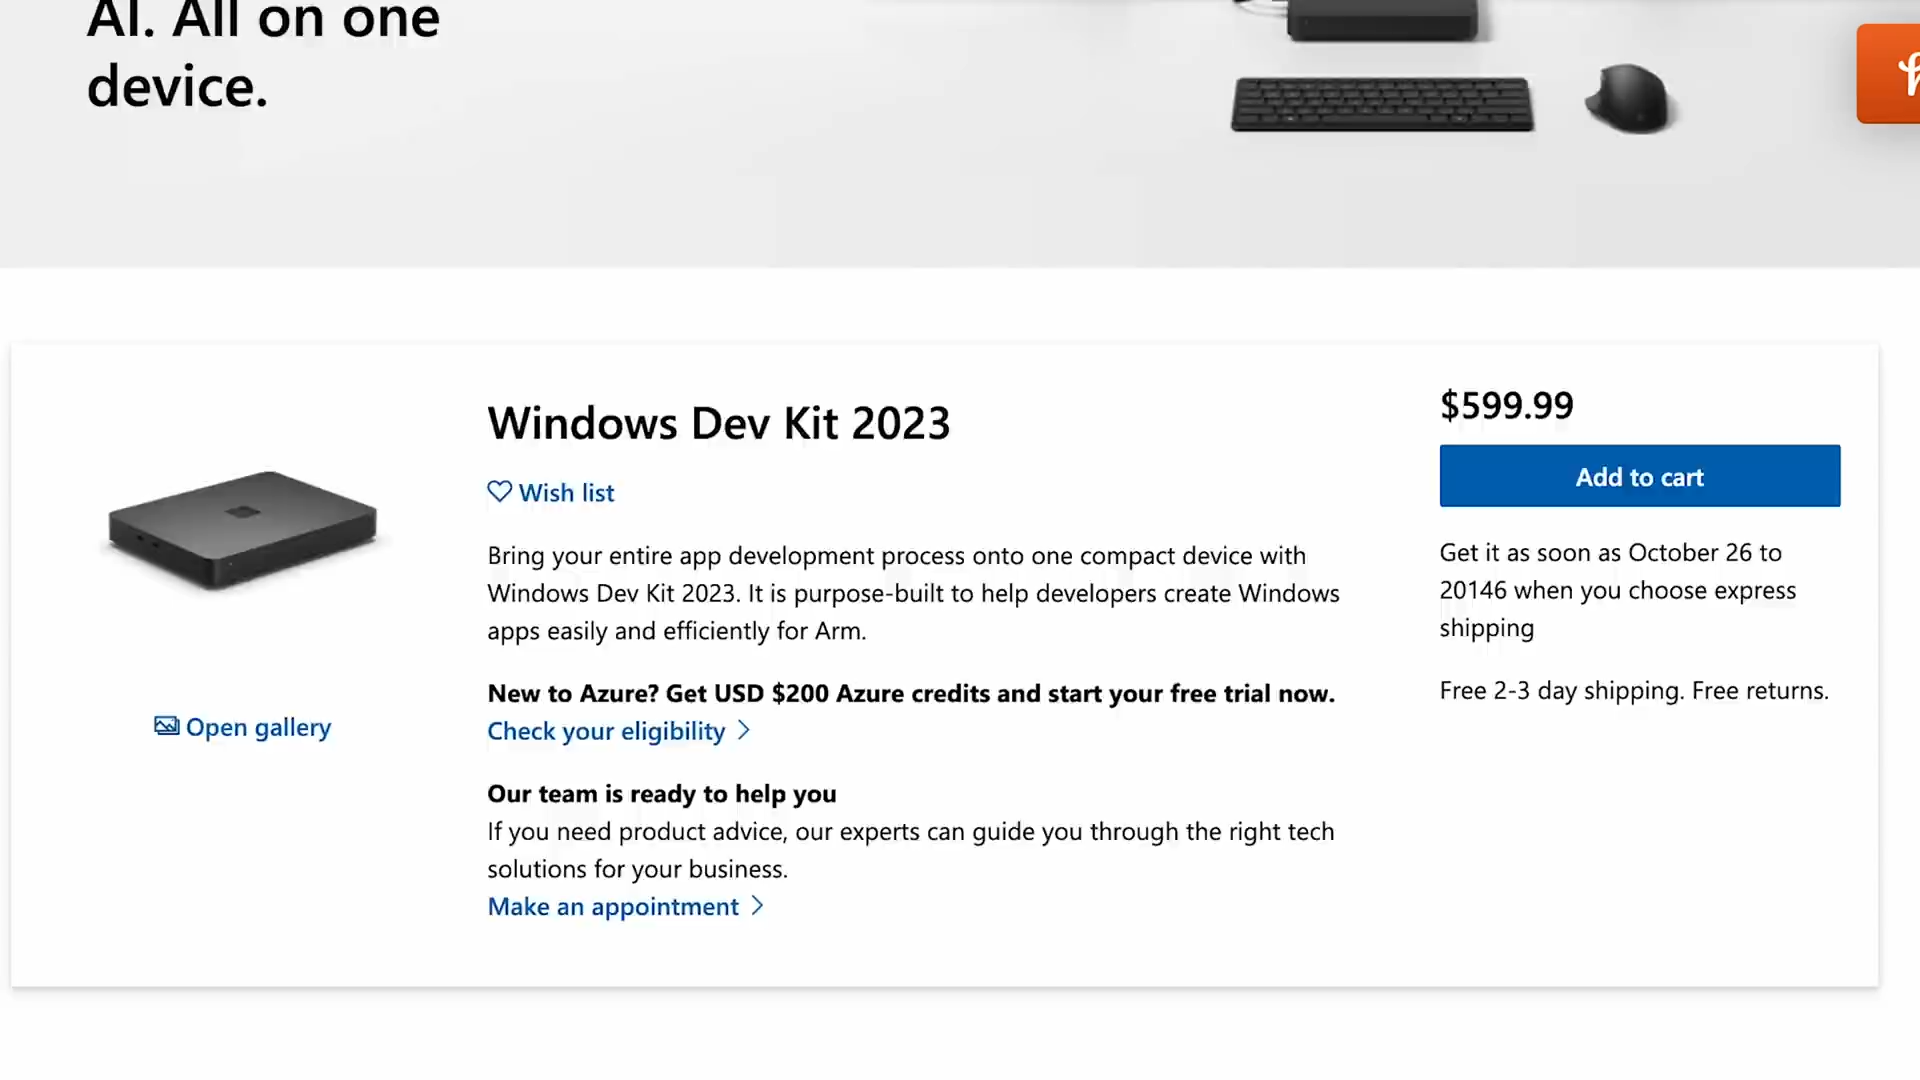 AI. All on one
device.
Windows Dev Kit 2023
$599.99
Add to cart
Wish list
Bring your entire app development process onto one compact device with
Windows Dev Kit 2023. It is purpose-built to help developers create Windows
apps easily and efficiently for Arm.
Get it as soon as October 26 to
20146 when you choose express
shipping
New to Azure? Get USD $200 Azure credits and start your free trial now.
Free 2-3 day shipping. Free returns.
Check your eligibility
Open gallery
Our team is ready to help you
If you need product advice, our experts can guide you through the right tech
solutions for your business.
Make an appointment